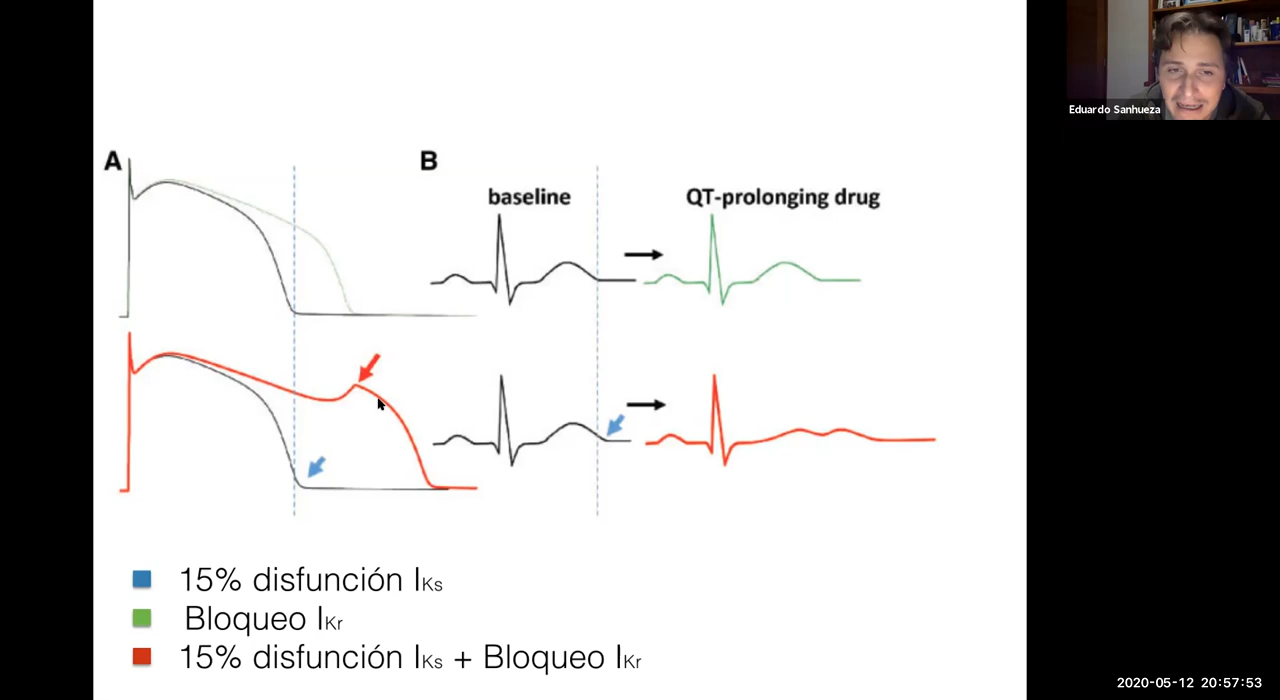 Eduardo Sanhueza
A
B
baseline
QT-prolonging drug
15% disfunción IKs
Bloqueo IKr
15% disfunción IKs + Bloqueo IKr
2020-05-12 20:57:53